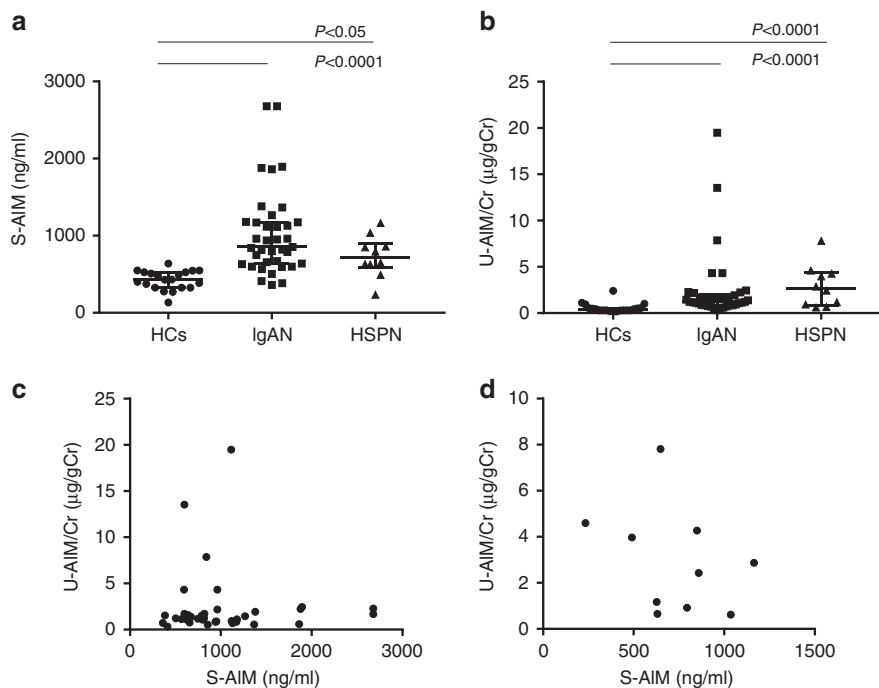 a
P<0.05
P<0.0001
S-AIM (ng/ml)
3000
2000
1000
0
HCs IgAN HSPN
b
P<0.0001
P<0.0001
U-AIM/Cr (μg/gCr)
25
20
15
10
5
0
HCs IgAN HSPN
c
U-AIM/Cr (μg/gCr)
25
20
15
10
5
0
0 1000 2000 3000
S-AIM (ng/ml)
d
U-AIM/Cr (μg/gCr)
10
8
6
4
2
0
0 500 1000 1500
S-AIM (ng/ml)